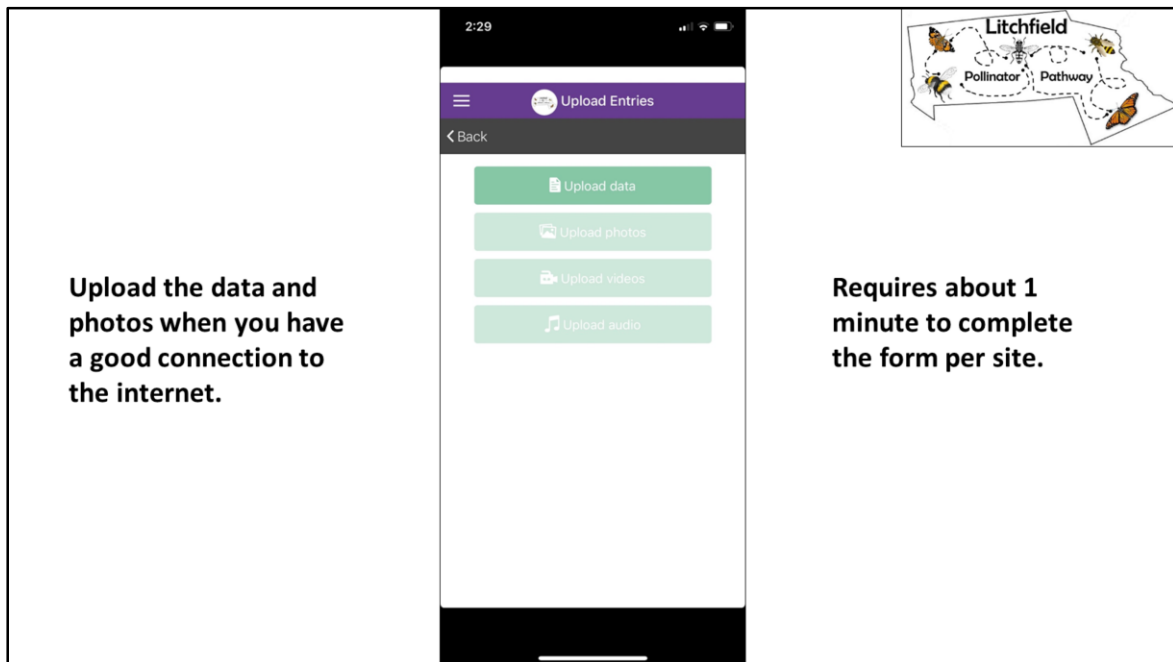 2:29
Litchfield
Pollinator Pathway
Upload Entries
Back
Upload data
Upload photos
Upload videos
Upload audio
Upload the data and
photos when you have
a good connection to
the internet.
Requires about 1
minute to complete
the form per site.